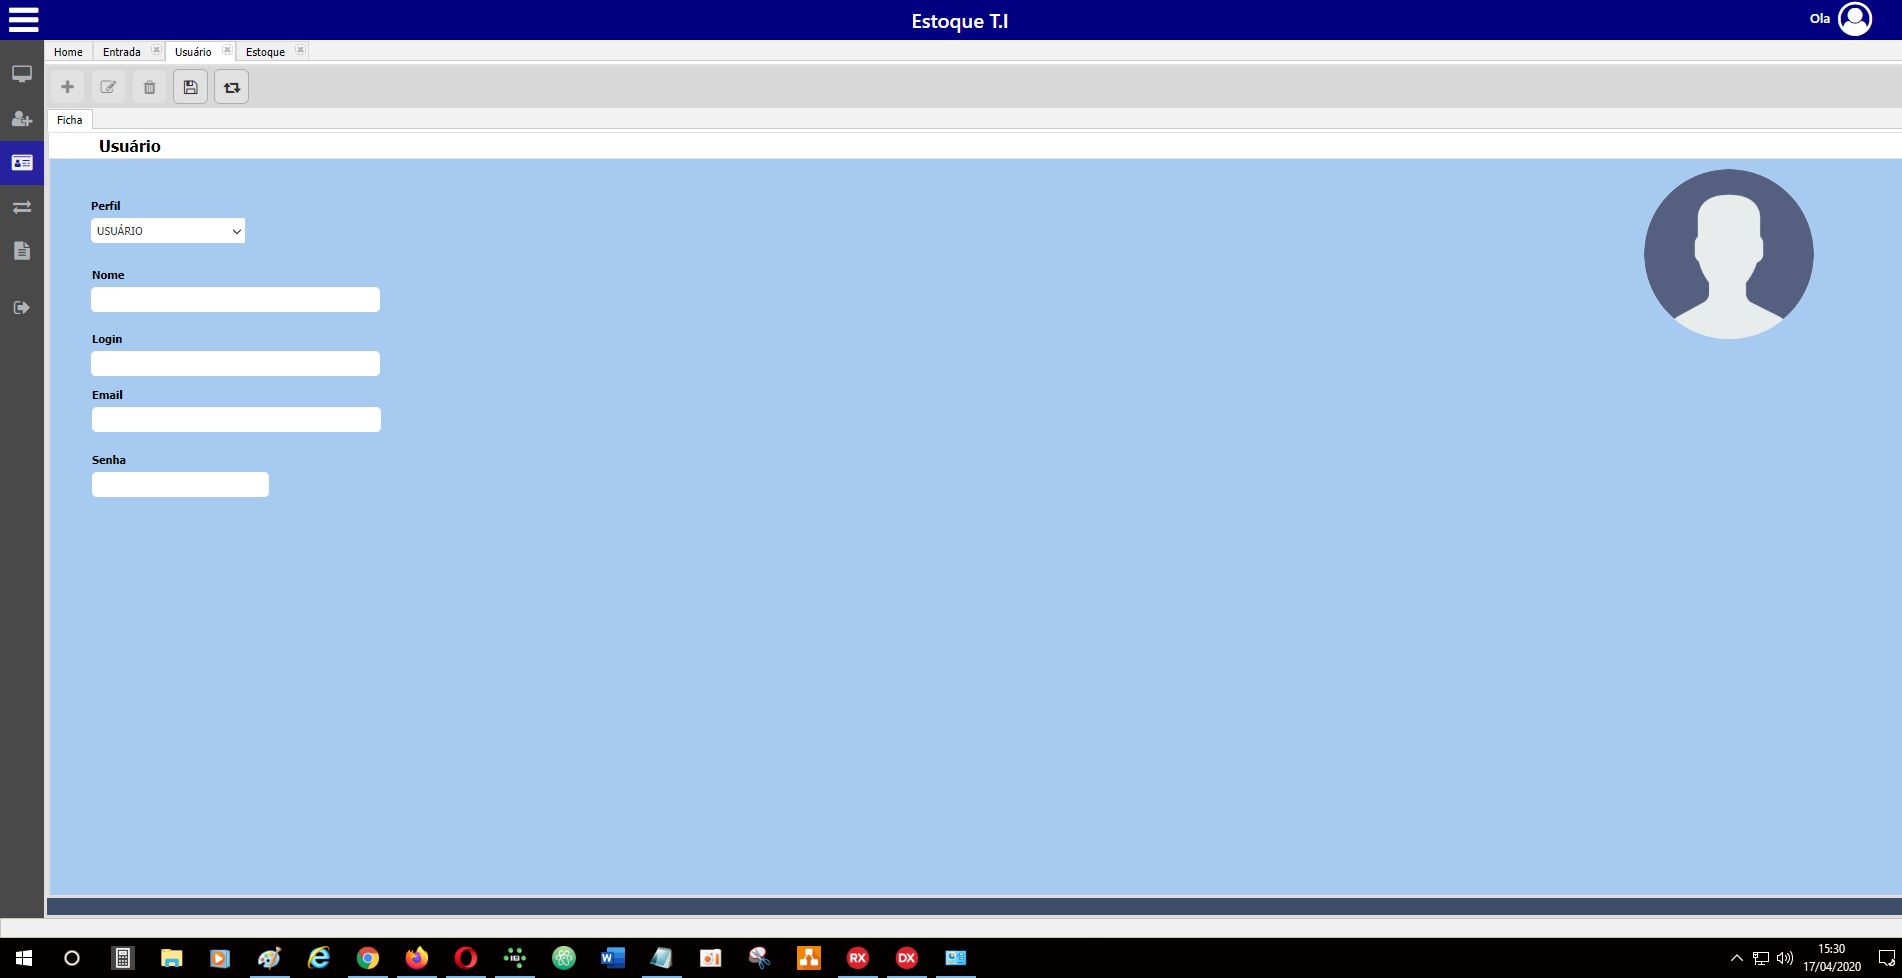 Estoque T.I
Ola
Home
Entrada
Usuário
Estoque
Ficha
Usuário
Perfil
USUÁRIO
Nome
Login
Email
Senha
RX
DX
15:30
17/04/2020